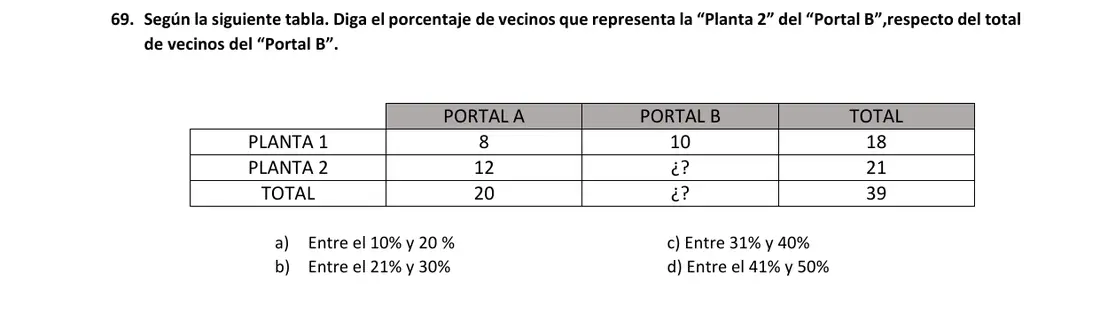 69. Según la siguiente tabla. Diga el porcentaje de vecinos que representa la “Planta 2” del “Portal B”,respecto del total
de vecinos del “Portal B”.
PORTAL A PORTAL B TOTAL
PLANTA 1 8 10 18
PLANTA 2 12 ¿? 21
TOTAL 20 ¿? 39
a) Entre el 10% y 20 % c) Entre 31% y 40%
b) Entre el 21% y 30% d) Entre el 41% y 50%